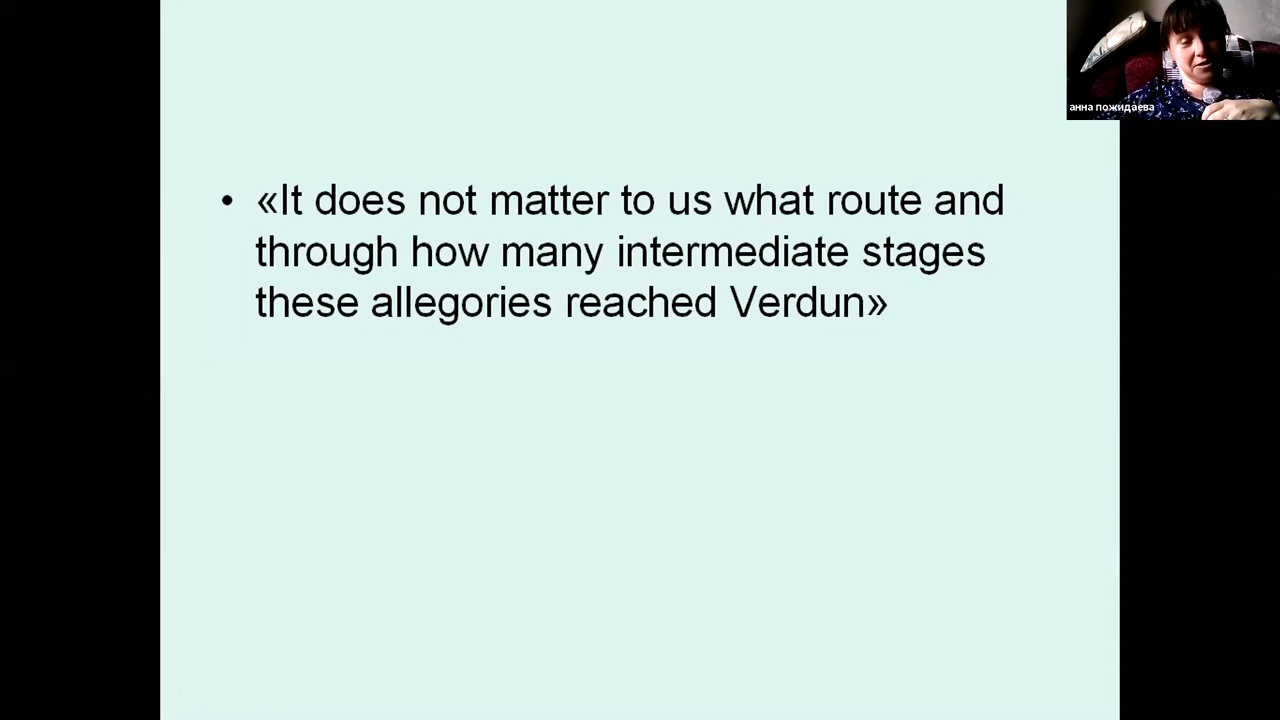 • «It does not matter to us what route and
through how many intermediate stages
these allegories reached Verdun»
анна пожидаева